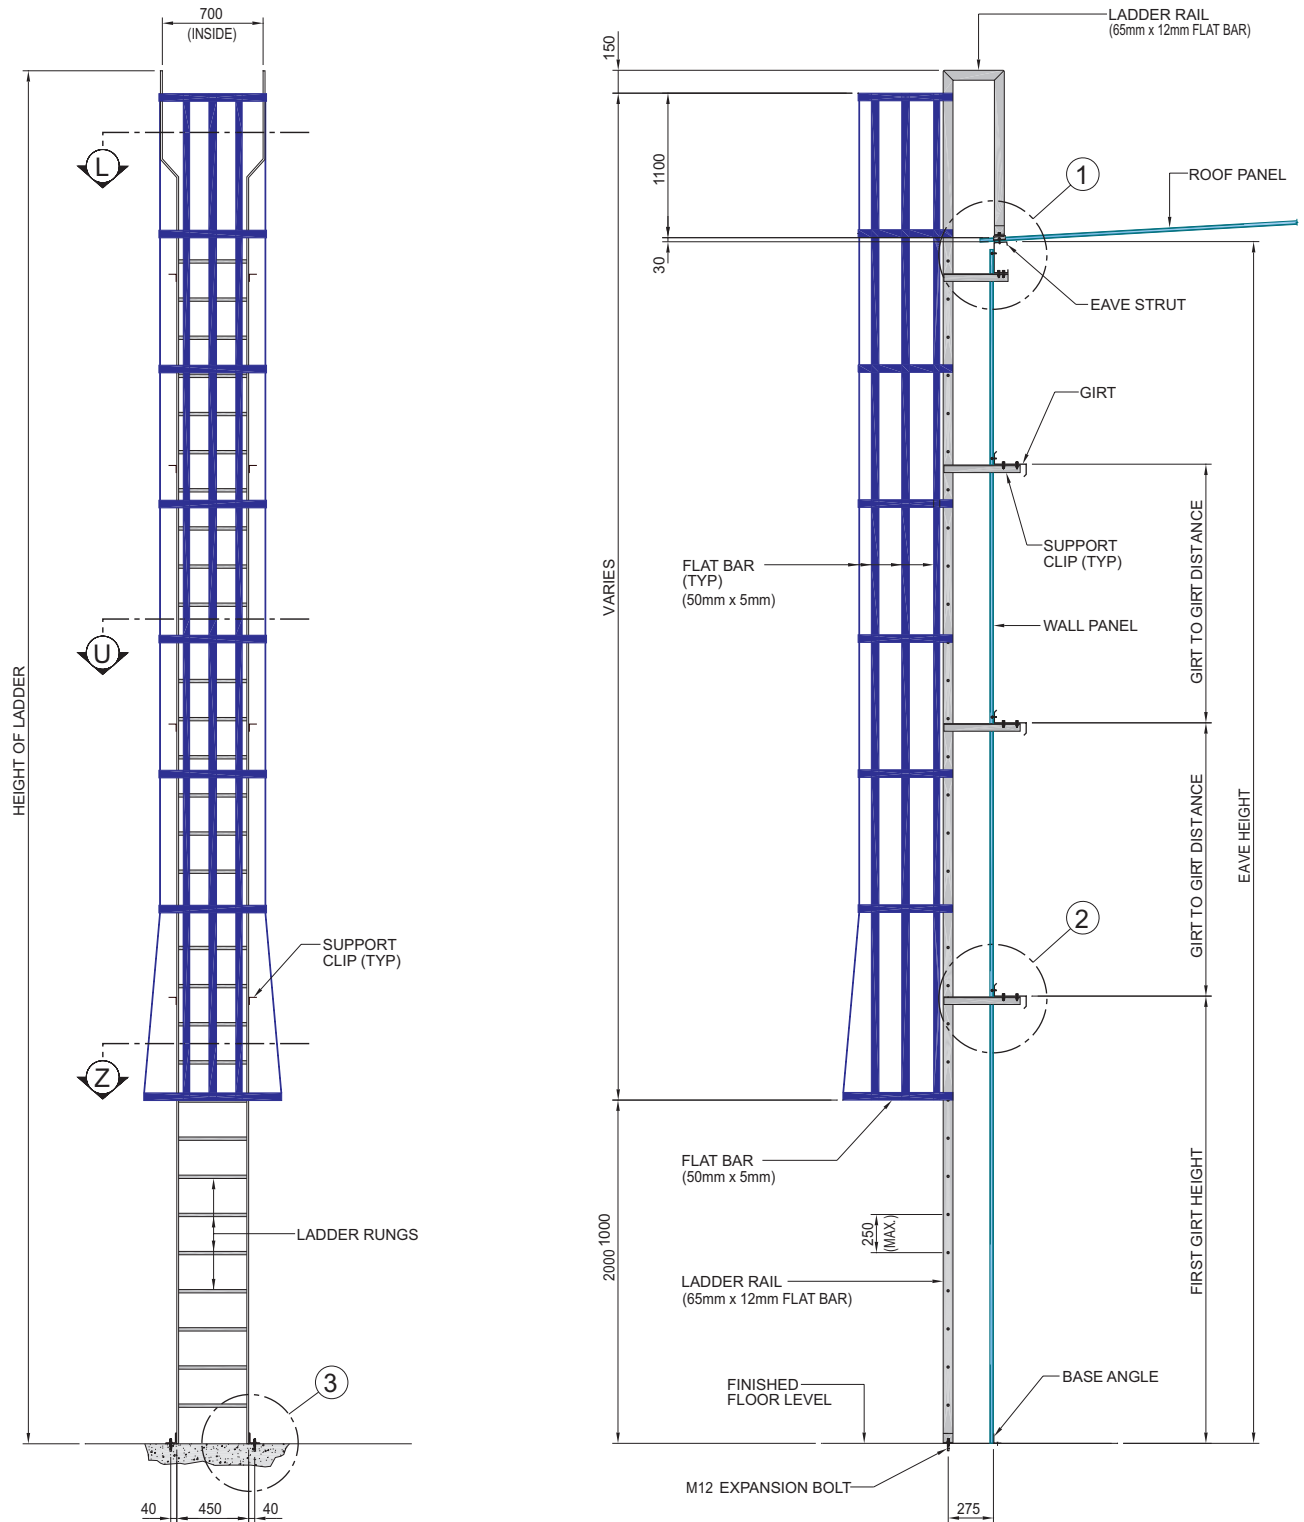 700
(INSIDE)
L
U
Z
HEIGHT OF LADDER
SUPPORT
CLIP (TYP)
LADDER RUNGS
3
40
450
40
LADDER RAIL
(65mm x 12mm FLAT BAR)
150
1100
30
VARIES
1
ROOF PANEL
EAVE STRUT
GIRT
SUPPORT
CLIP (TYP)
FLAT BAR
(TYP)
(50mm x 5mm)
WALL PANEL
GIRT TO GIRT DISTANCE
GIRT TO GIRT DISTANCE
EAVE HEIGHT
2
FLAT BAR
(50mm x 5mm)
FIRST GIRT HEIGHT
2000 1000
250
(MAX.)
LADDER RAIL
(65mm x 12mm FLAT BAR)
FINISHED
FLOOR LEVEL
BASE ANGLE
M12 EXPANSION BOLT
275